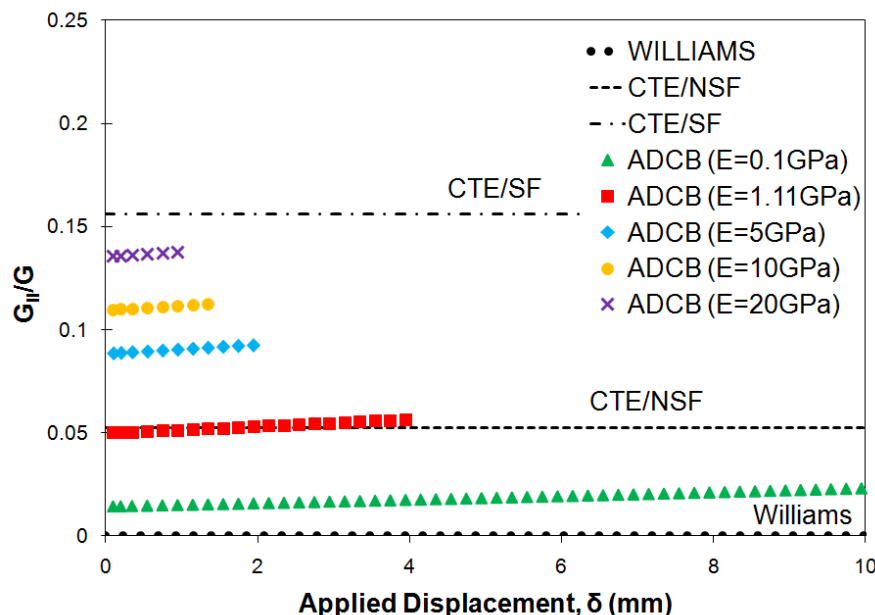 0.25
WILLIAMS
CTE/NSF
0.2
CTE/SF
ADCB (E=0.1GPa)
CTE/SF
ADCB (E=1.11GPa)
0.15
ADCB (E=5GPa)
ADCB (E=10GPa)
G_II/G
0.1
ADCB (E=20GPa)
CTE/NSF
0.05
Williams
0
0 2 4 6 8 10
Applied Displacement, δ (mm)